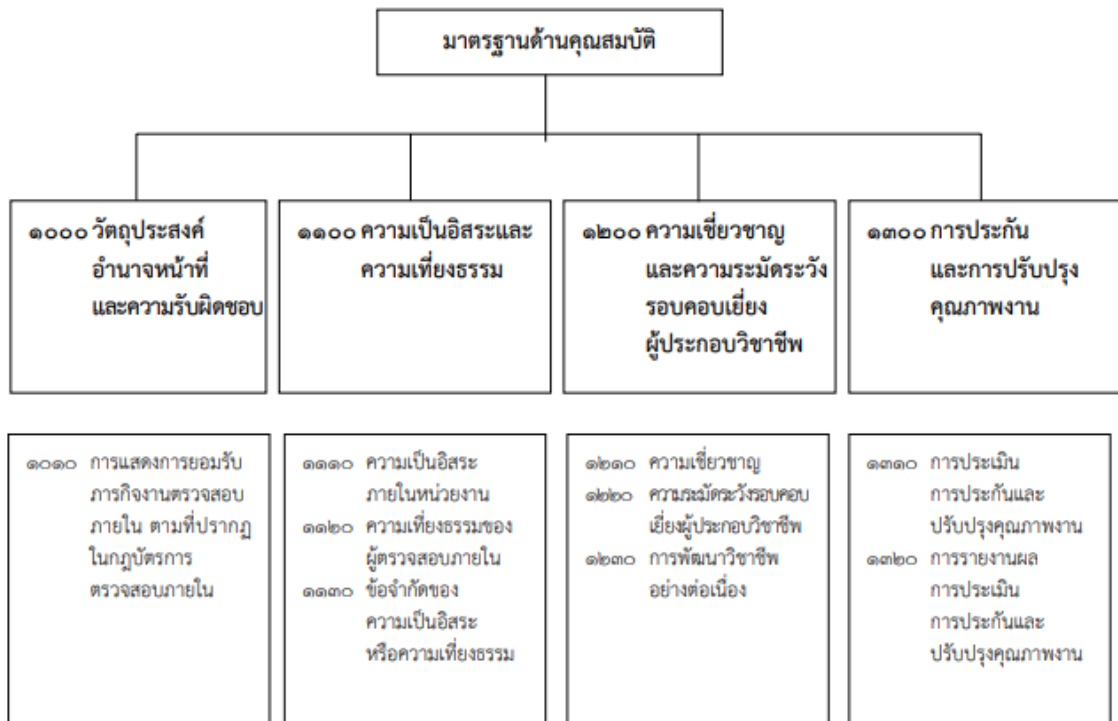 มาตรฐานด้านคุณสมบัติ
๑๐๐๐ วัตถุประสงค์
อำนาจหน้าที่
และความรับผิดชอบ
๑๑๐๐ ความเป็นอิสระและ
ความเที่ยงธรรม
๑๒๐๐ ความเชี่ยวชาญ
และความระมัดระวัง
รอบคอบเยี่ยง
ผู้ประกอบวิชาชีพ
๑๓๐๐ การประกัน
และการปรับปรุง
คุณภาพงาน
๑๐๑๐ การแสดงการยอมรับ
ภารกิจงานตรวจสอบ
ภายใน ตามที่ปรากฏ
ในกฎบัตรการ
ตรวจสอบภายใน
๑๑๑๐ ความเป็นอิสระ
ภายในหน่วยงาน
๑๑๒๐ ความเที่ยงธรรมของ
ผู้ตรวจสอบภายใน
๑๑๓๐ ข้อจำกัดของ
ความเป็นอิสระ
หรือความเที่ยงธรรม
๑๒๑๐ ความเชี่ยวชาญ
๑๒๒๐ ความระมัดระวังรอบคอบ
เยี่ยงผู้ประกอบวิชาชีพ
๑๒๓๐ การพัฒนาวิชาชีพ
อย่างต่อเนื่อง
๑๓๑๐ การประเมิน
การประกันและ
ปรับปรุงคุณภาพงาน
๑๓๒๐ การรายงานผล
การประเมิน
การประกันและ
ปรับปรุงคุณภาพงาน